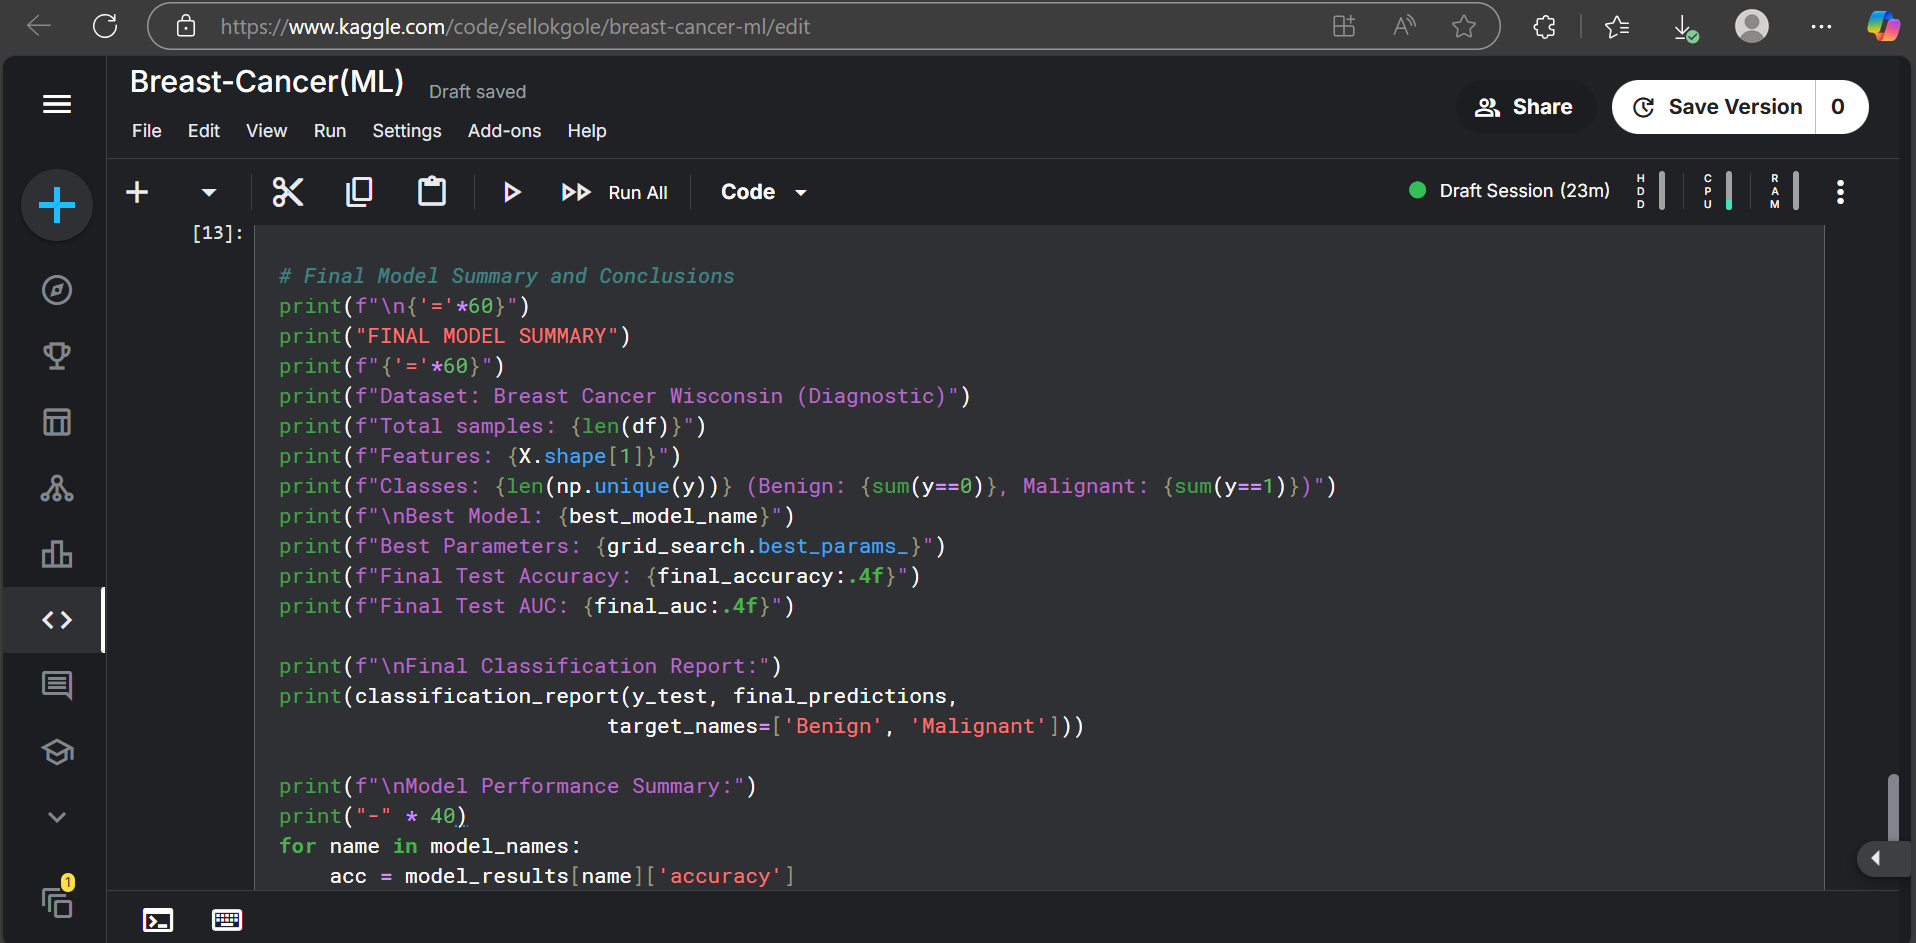 https://www.kaggle.com/code/sellokgole/breast-cancer-ml/edit
Breast-Cancer(ML) Draft saved
Share
Save Version 0
File Edit View Run Settings Add-ons Help
Run All
Code
Draft Session (23m)
HDD
CPU
RAM
[13]:
# Final Model Summary and Conclusions
print(f"\n{'='*60}")
print("FINAL MODEL SUMMARY")
print(f"{'='*60}")
print(f"Dataset: Breast Cancer Wisconsin (Diagnostic)")
print(f"Total samples: {len(df)}")
print(f"Features: {X.shape[1]}")
print(f"Classes: {len(np.unique(y))} (Benign: {sum(y==0)}, Malignant: {sum(y==1)})")
print(f"\nBest Model: {best_model_name}")
print(f"Best Parameters: {grid_search.best_params_}")
print(f"Final Test Accuracy: {final_accuracy:.4f}")
print(f"Final Test AUC: {final_auc:.4f}")
print(f"\nFinal Classification Report:")
print(classification_report(y_test, final_predictions,
target_names=['Benign', 'Malignant']))
print(f"\nModel Performance Summary:")
print("-" * 40)
for name in model_names:
acc = model_results[name]['accuracy']
1